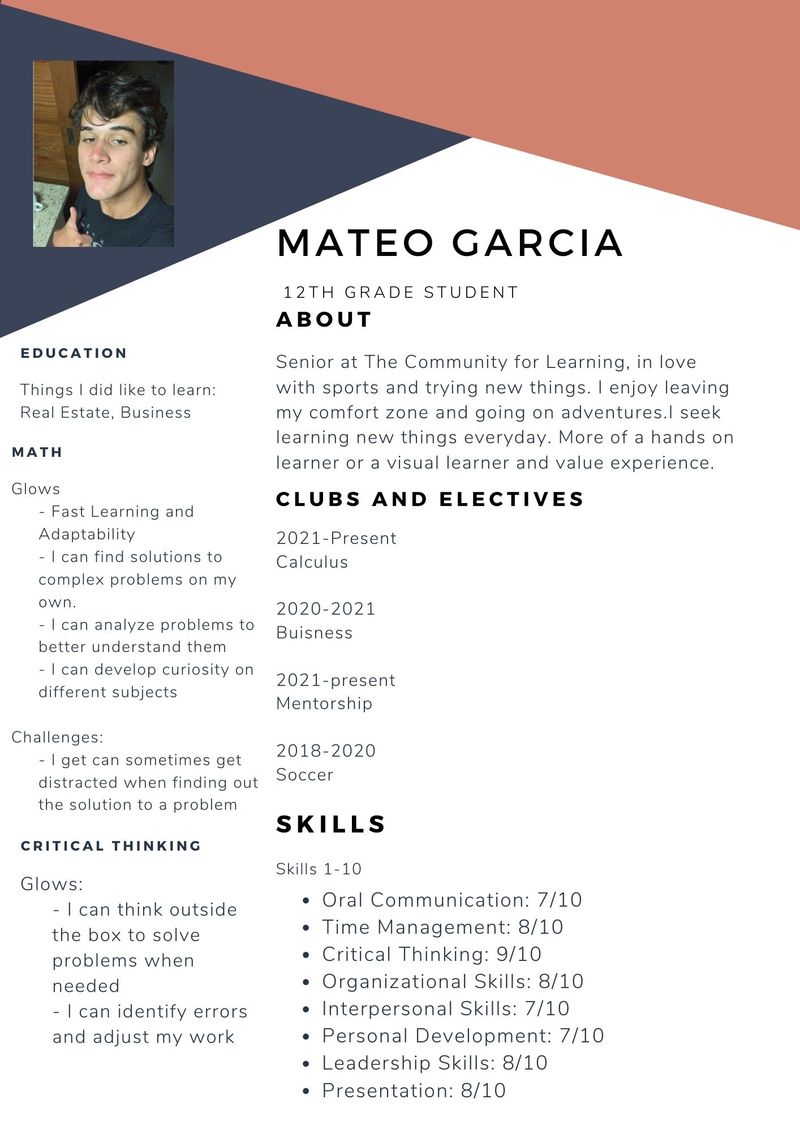 MATEO GARCIA
12TH GRADE STUDENT
ABOUT
Senior at The Community for Learning, in love
with sports and trying new things. I enjoy leaving
my comfort zone and going on adventures.I seek
learning new things everyday. More of a hands on
learner or a visual learner and value experience.
CLUBS AND ELECTIVES
2021-Present
Calculus
2020-2021
Buisness
2021-present
Mentorship
2018-2020
Soccer
SKILLS
Skills 1-10
• Oral Communication: 7/10
• Time Management: 8/10
• Critical Thinking: 9/10
• Organizational Skills: 8/10
• Interpersonal Skills: 7/10
• Personal Development: 7/10
• Leadership Skills: 8/10
• Presentation: 8/10
EDUCATION
Things I did like to learn:
Real Estate, Business
MATH
Glows
- Fast Learning and
Adaptability
- I can find solutions to
complex problems on my
own.
- I can analyze problems to
better understand them
- I can develop curiosity on
different subjects
Challenges:
- I get can sometimes get
distracted when finding out
the solution to a problem
CRITICAL THINKING
Glows:
- I can think outside
the box to solve
problems when
needed
- I can identify errors
and adjust my work